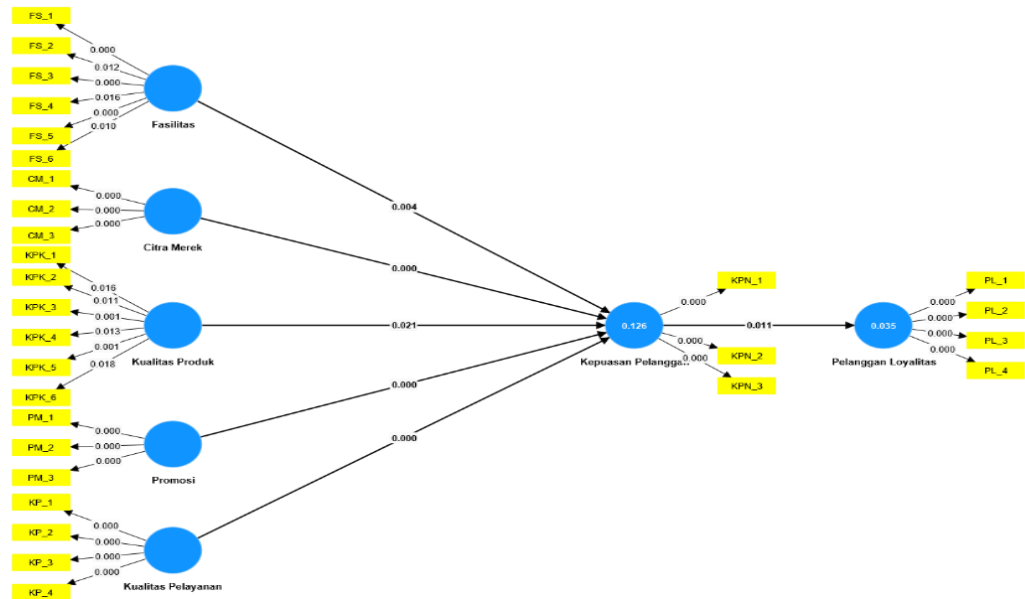 FS_1
0.000
FS_2
0.012
FS_3
0.000
FS_4
0.016
FS_5
0.000
0.010
FS_6
Fasilitas
0.004
CM_1
0.000
CM_2
0.000
CM_3
0.000
Citra Merek
0.000
KPK_1
0.016
KPK_2
0.011
KPK_3
0.001
KPK_4
0.013
KPK_5
0.001
0.018
KPK_6
Kualitas Produk
0.021
PM_1
0.000
PM_2
0.000
PM_3
0.000
Promosi
0.000
KP_1
0.000
KP_2
0.000
KP_3
0.000
KP_4
0.000
Kualitas Pelayanan
0.000
0.126
Kepuasan Pelangga...
KPN_1
0.000
KPN_2
0.000
KPN_3
0.000
0.011
0.035
Pelanggan Loyalitas
PL_1
0.000
PL_2
0.000
PL_3
0.000
PL_4
0.000